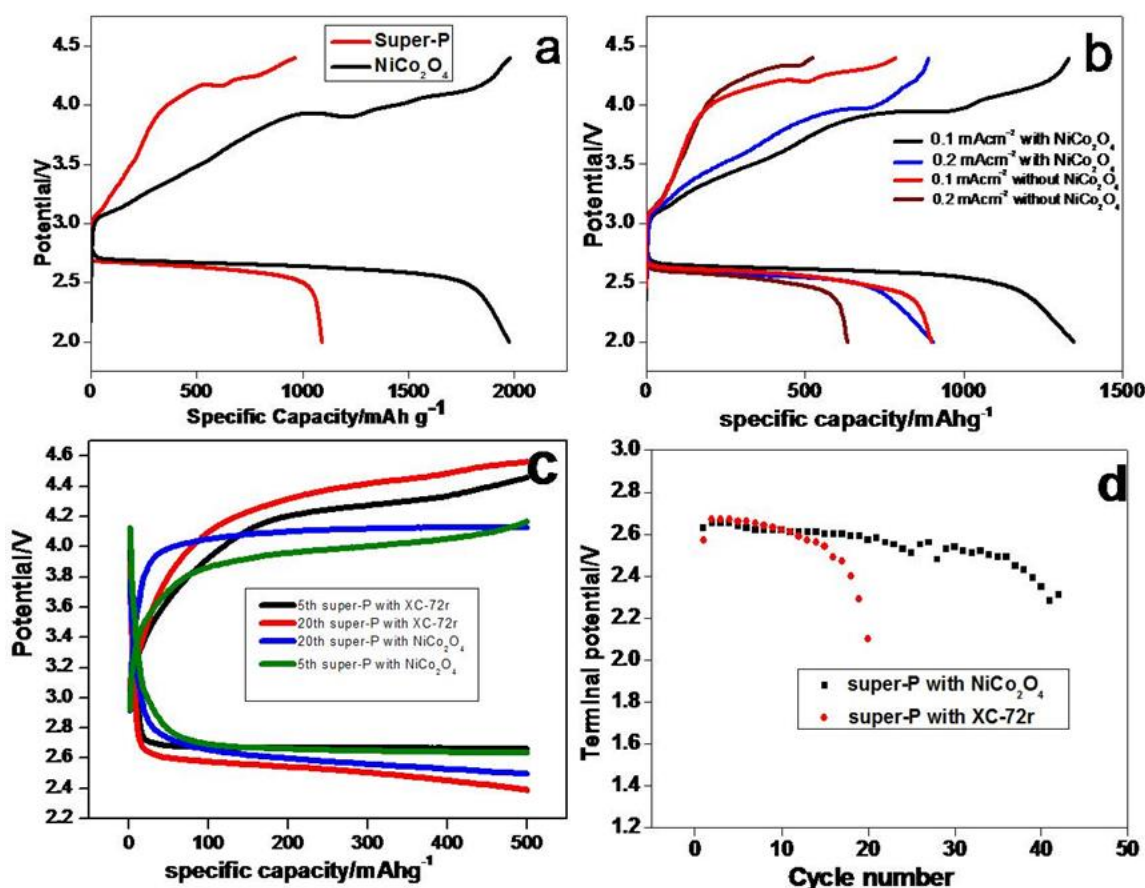 a
Super-P
NiCo₂O₄
Potential/V
4.5
4.0
3.5
3.0
2.5
2.0
0
500
1000
1500
2000
Specific Capacity/mAh g⁻¹
b
0.1 mAcm⁻² with NiCo₂O₄
0.2 mAcm⁻² with NiCo₂O₄
0.1 mAcm⁻² without NiCo₂O₄
0.2 mAcm⁻² without NiCo₂O₄
Potential/V
4.5
4.0
3.5
3.0
2.5
2.0
0
500
1000
1500
specific capacity/mAhg⁻¹
c
5th super-P with XC-72r
20th super-P with XC-72r
20th super-P with NiCo₂O₄
5th super-P with NiCo₂O₄
Potential/V
4.6
4.4
4.2
4.0
3.8
3.6
3.4
3.2
3.0
2.8
2.6
2.4
2.2
0
100
200
300
400
500
specific capacity/mAhg⁻¹
d
super-P with NiCo₂O₄
super-P with XC-72r
Terminal potential/V
3.0
2.8
2.6
2.4
2.2
2.0
1.8
1.6
1.4
1.2
0
10
20
30
40
50
Cycle number